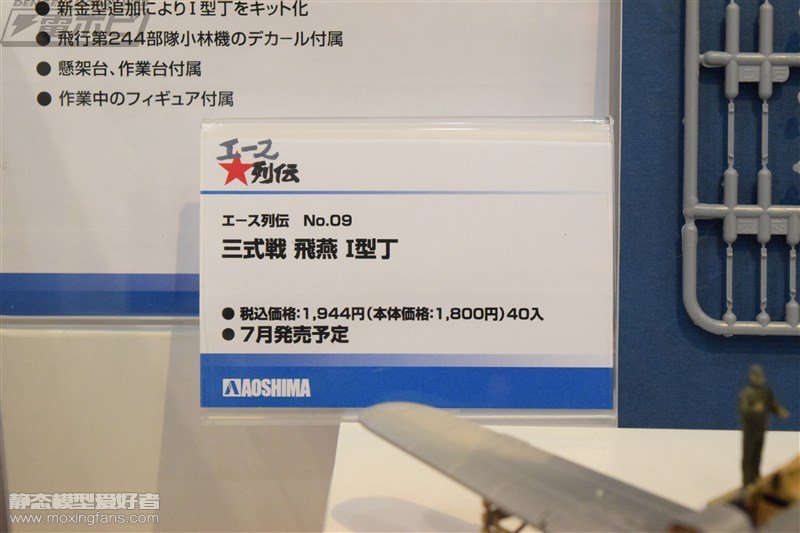 電ホビ
● 新金型追加によりⅠ型丁をキット化
● 飛行第244部隊小林機のデカール付属
● 懸架台、作業台付属
● 作業中のフィギュア付属
エース
★列伝
エース列伝 No.09
三式戦 飛燕 Ⅰ型丁
● 税込価格:1,944円(本体価格:1,800円)40入
● 7月発売予定
AOSHIMA
静态模型爱好者
www.moxingfans.com